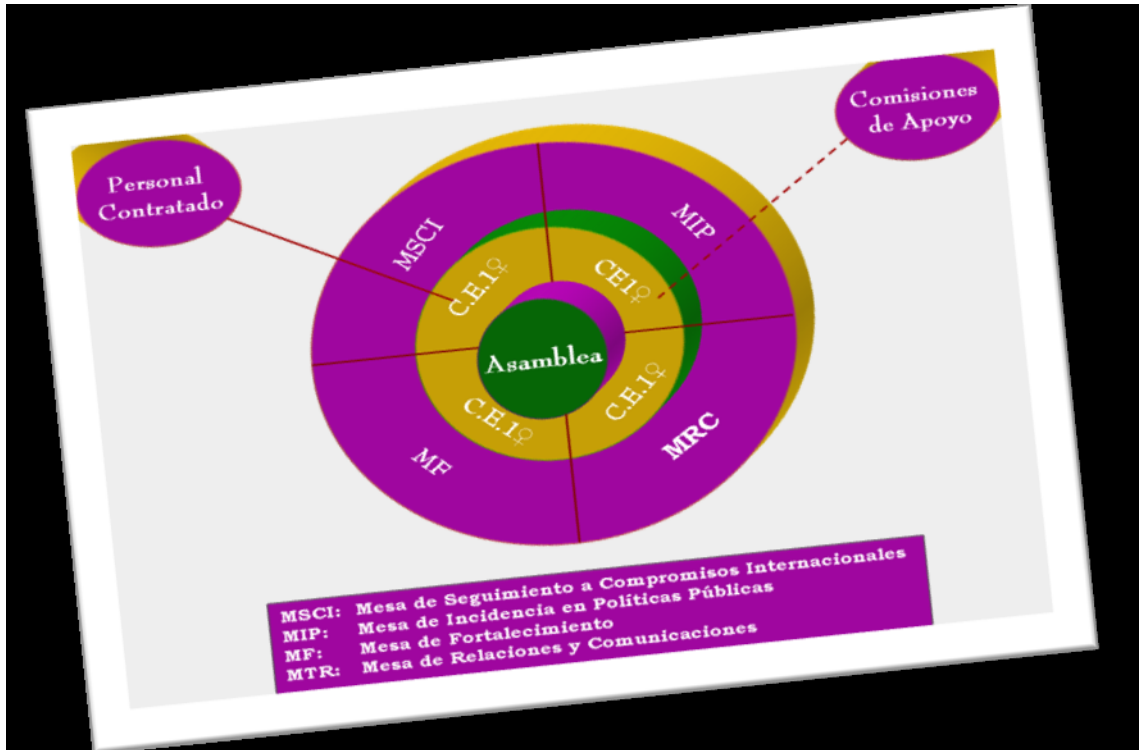 Personal
Contratado
Comisiones
de Apoyo
MSCI
MIP
C.E.1♀
CE1♀
Asamblea
C.E.1♀
C.E.1♀
MF
MRC
MSCI: Mesa de Seguimiento a Compromisos Internacionales
MIP: Mesa de Incidencia en Políticas Públicas
MF: Mesa de Fortalecimiento
MTR: Mesa de Relaciones y Comunicaciones